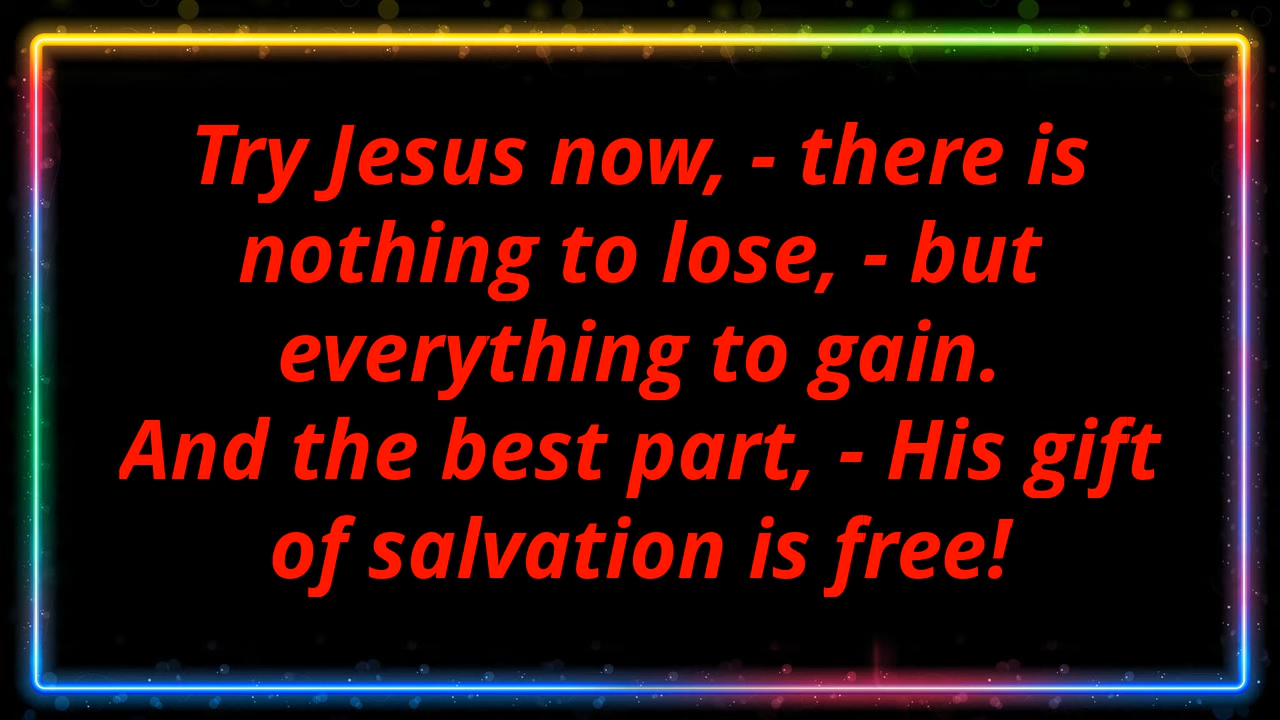 Try Jesus now, - there is
nothing to lose, - but
everything to gain.
And the best part, - His gift
of salvation is free!